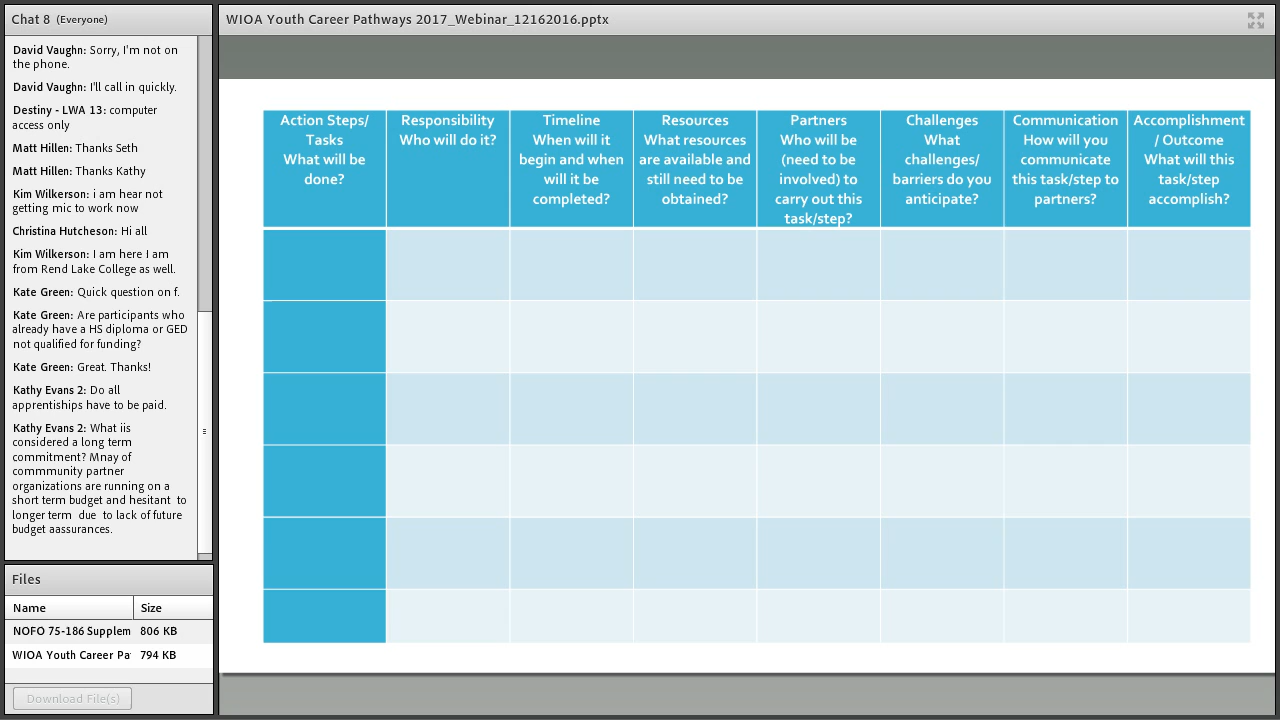 Chat 8 (Everyone)
David Vaughn: Sorry, I'm not on
the phone.
David Vaughn: I'll call in quickly.
Destiny - LWA 13: computer
access only
Matt Hillen: Thanks Seth
Matt Hillen: Thanks Kathy
Kim Wilkerson: i am hear not
getting mic to work now
Christina Hutcheson: Hi all
Kim Wilkerson: I am here I am
from Rend Lake College as well.
Kate Green: Quick question on f.
Kate Green: Are participants who
already have a HS diploma or GED
not qualified for funding?
Kate Green: Great. Thanks!
Kathy Evans 2: Do all
apprentiships have to be paid.
Kathy Evans 2: What iis
considered a long term
commitment? Mnay of
commmunity partner
organizations are running on a
short term budget and hesitant to
longer term due to lack of future
budget aassurances.
Files
Name Size
NOFO 75-186 Supplem 806 KB
WIOA Youth Career Pa 794 KB
Download File(s)
WIOA Youth Career Pathways 2017_Webinar_12162016.pptx
Action Steps/
Tasks
What will be
done?
Responsibility
Who will do it?
Timeline
When will it
begin and when
will it be
completed?
Resources
What resources
are available and
still need to be
obtained?
Partners
Who will be
(need to be
involved) to
carry out this
task/step?
Challenges
What
challenges/
barriers do you
anticipate?
Communication
How will you
communicate
this task/step to
partners?
Accomplishment
/ Outcome
What will this
task/step
accomplish?